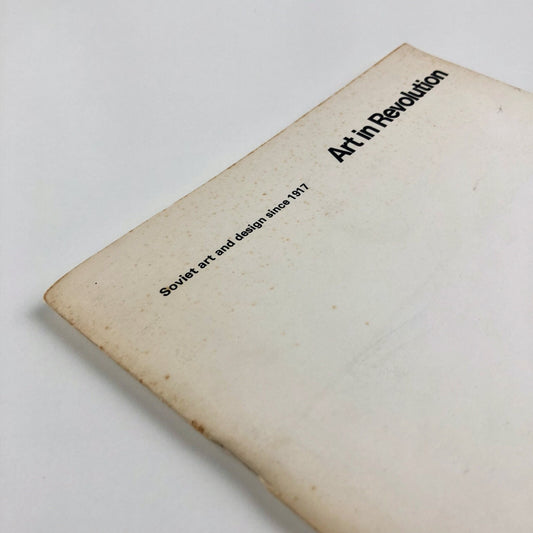 Art in Revolution
Soviet art and design since 1917